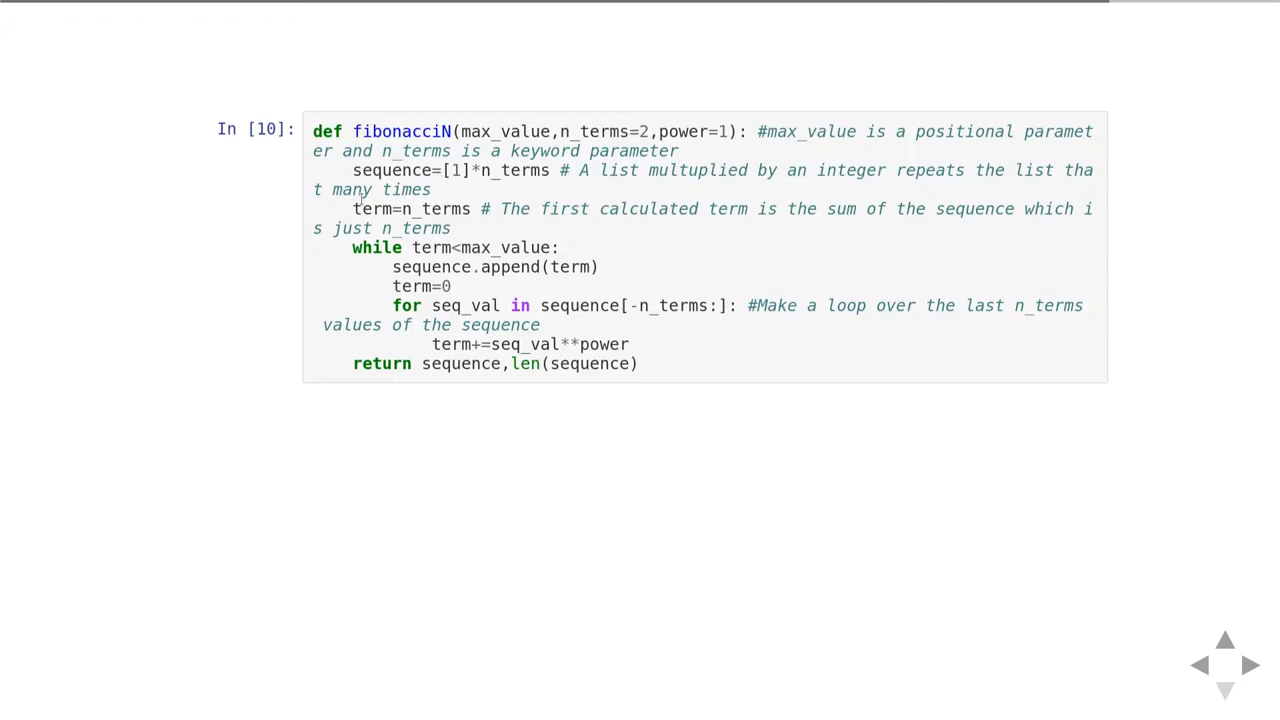 In [10]:
def fibonacciN(max_value,n_terms=2,power=1): #max_value is a positional paramet
er and n_terms is a keyword parameter
sequence=[1]*n_terms # A list multuplied by an integer repeats the list tha
t many times
term=n_terms # The first calculated term is the sum of the sequence which i
s just n_terms
while term<max_value:
sequence.append(term)
term=0
for seq_val in sequence[-n_terms:]: #Make a loop over the last n_terms
values of the sequence
term+=seq_val**power
return sequence,len(sequence)